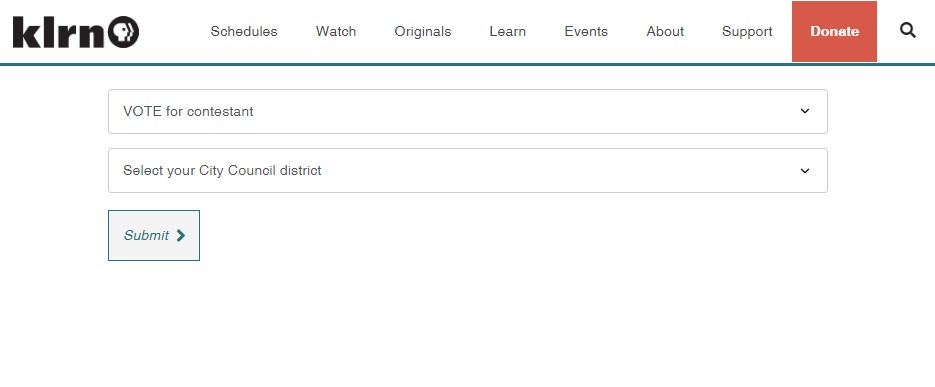 klrn Schedules Watch Originals Learn Events About Support Donate
VOTE for contestant
Select your City Council district
Submit